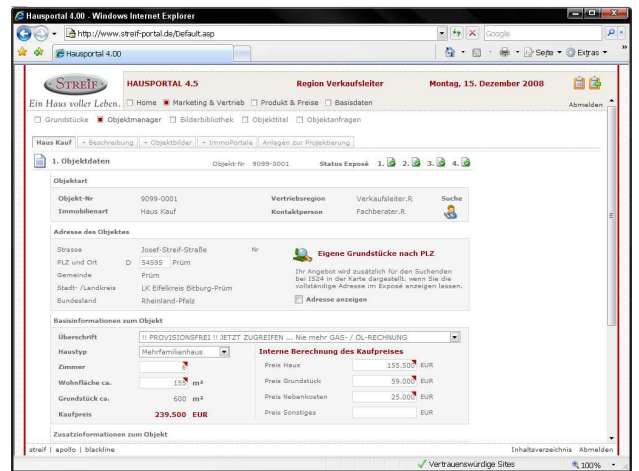 Hausportal 4.00 - Windows Internet Explorer
http://www.streif-portal.de/Default.asp
Google
Hausportal 4.00
Seite
Extras
STREIF
HAUSPORTAL 4.5 Region Verkaufsleiter Montag, 15. Dezember 2008
Ein Haus voller Leben.
Home Marketing & Vertrieb Produkt & Preise Basisdaten Abmelden
Grundstücke Objektmanager Bilderbibliothek Objekttitel Objektanfragen
Haus Kauf + Beschreibung + Objektbilder + ImmoPortale Anlagen zur Projektierung
1. Objektdaten Objekt-Nr 9099-0001 Status Exposé 1. 2. 3. 4.
Objektart
Objekt-Nr 9099-0001 Vertriebsregion Verkaufsleiter.R Suche
Immobilienart Haus Kauf Kontaktperson Fachberater.R
Adresse des Objektes
Strasse Josef-Streif-Straße Nr
Eigene Grundstücke nach PLZ
PLZ und Ort D 54595 Prüm
Gemeinde Prüm
Stadt- /Landkreis LK Eifelkreis Bitburg-Prüm
Bundesland Rheinland-Pfalz
Ihr Angebot wird zusätzlich für den Suchenden
bei IS24 in der Karte dargestellt, wenn Sie die
vollständige Adresse im Exposé anzeigen lassen.
Adresse anzeigen
Basisinformationen zum Objekt
Überschrift !! PROVISIONSFREI !! JETZT ZUGREIFEN ... Nie mehr GAS- / ÖL-RECHNUNG
Haustyp Mehrfamilienhaus
Zimmer 6
Wohnfläche ca. 155 m²
Grundstück ca. 600 m²
Kaufpreis 239.500 EUR
Interne Berechnung des Kaufpreises
Preis Haus 155.500 EUR
Preis Grundstück 59.000 EUR
Preis Nebenkosten 25.000 EUR
Preis Sonstiges EUR
Zusatzinformationen zum Objekt
streif | apollo | blackline Inhaltsverzeichnis Abmelden
Vertrauenswürdige Sites 100%